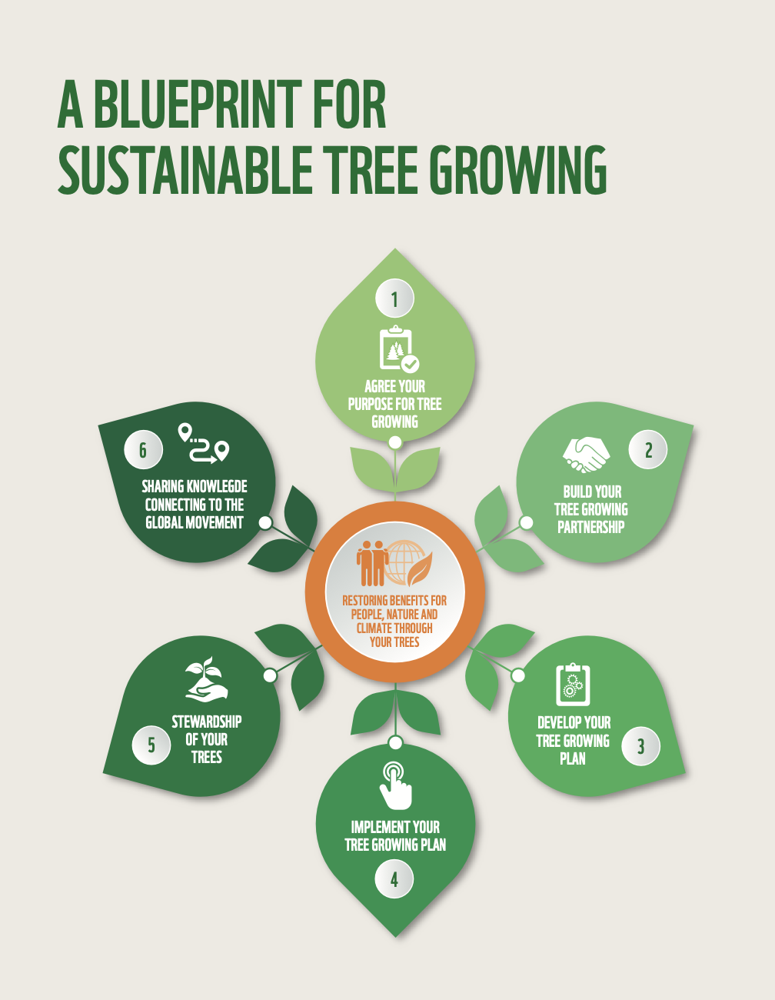 A BLUEPRINT FOR
SUSTAINABLE TREE GROWING
1
AGREE YOUR
PURPOSE FOR TREE
GROWING
2
BUILD YOUR
TREE GROWING
PARTNERSHIP
3
DEVELOP YOUR
TREE GROWING
PLAN
4
IMPLEMENT YOUR
TREE GROWING PLAN
5
STEWARDSHIP
OF YOUR
TREES
6
SHARING KNOWLEGDE
CONNECTING TO THE
GLOBAL MOVEMENT
RESTORING BENEFITS FOR
PEOPLE, NATURE AND
CLIMATE THROUGH
YOUR TREES